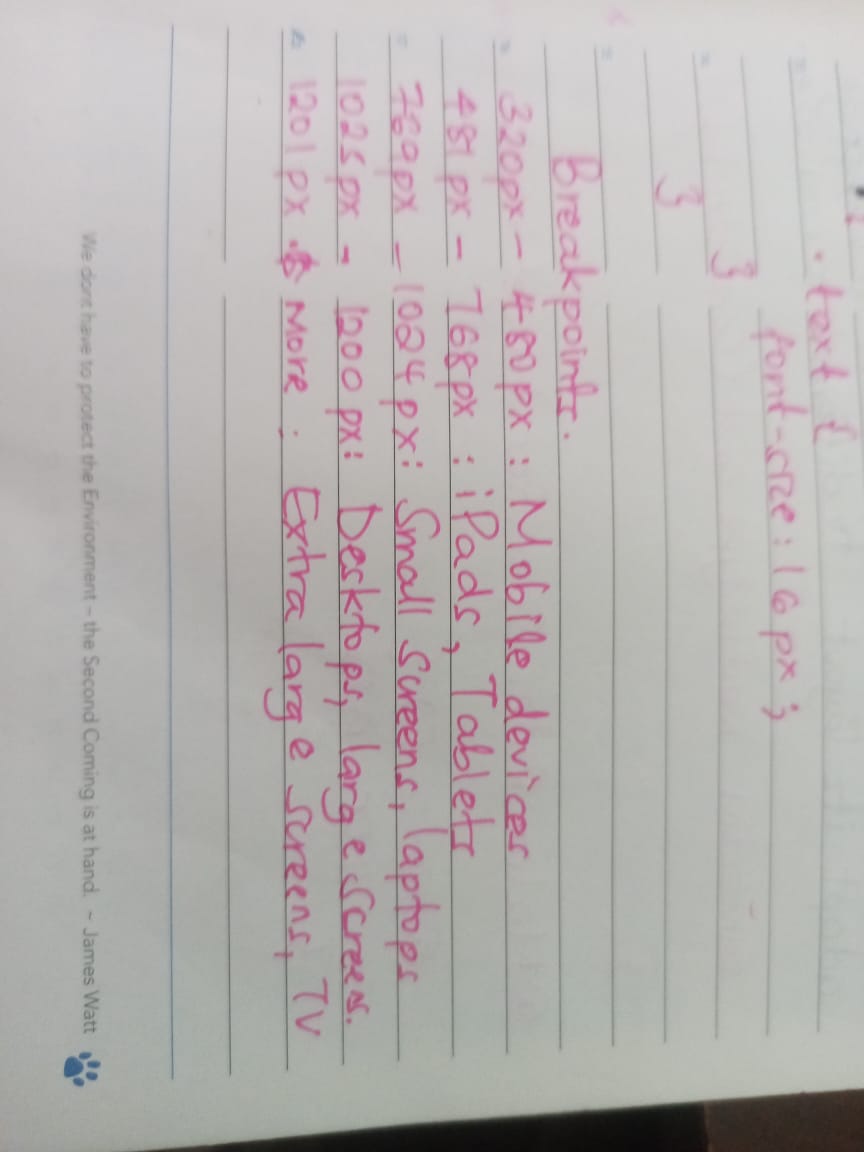 .text {
font-size: 16px;
}
}
Breakpoints.
320px - 480px: Mobile devices
481px - 768px: iPads, Tablets
769px - 1024px: Small screens, laptops
1025px - 1200px: Desktops, large screens.
1201px & More: Extra large screens, TV
We don't have to protect the Environment - the Second Coming is at hand. ~ James Watt